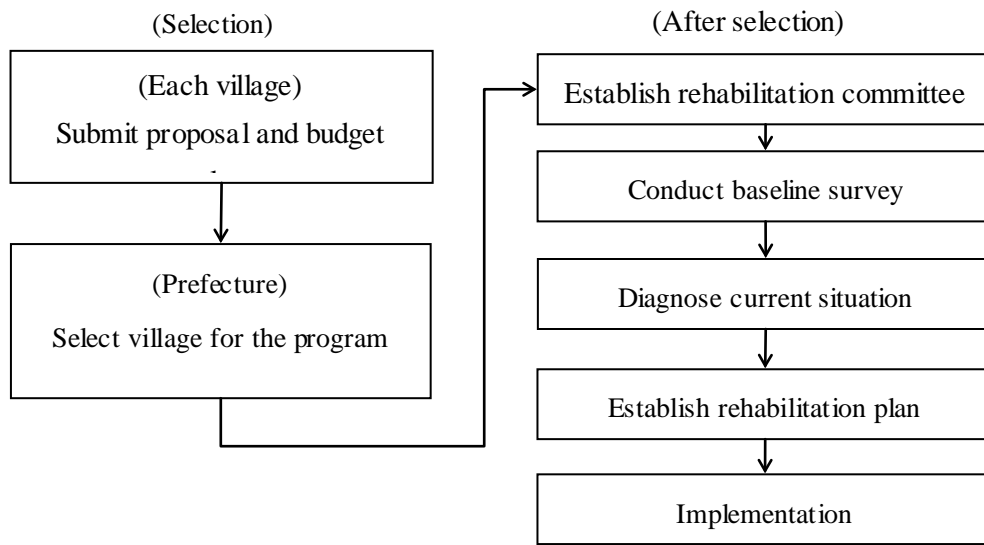 (Selection)
(Each village)
Submit proposal and budget
(Prefecture)
Select village for the program
(After selection)
Establish rehabilitation committee
Conduct baseline survey
Diagnose current situation
Establish rehabilitation plan
Implementation